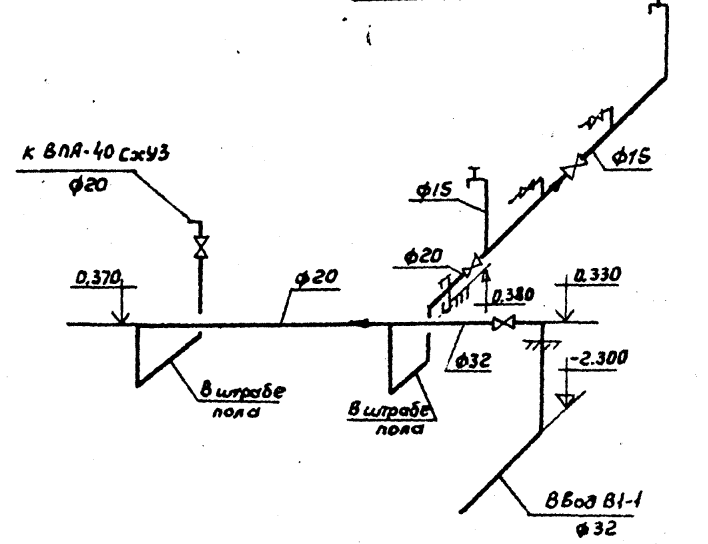 к ВПА-40 СхУЗ
ф20
ф15
ф15
ф20
0,370
ф20
0.380
0.330
ф32
-2.300
В штрабе
пола
В штрабе
пола
Ввод В1-1
ф32